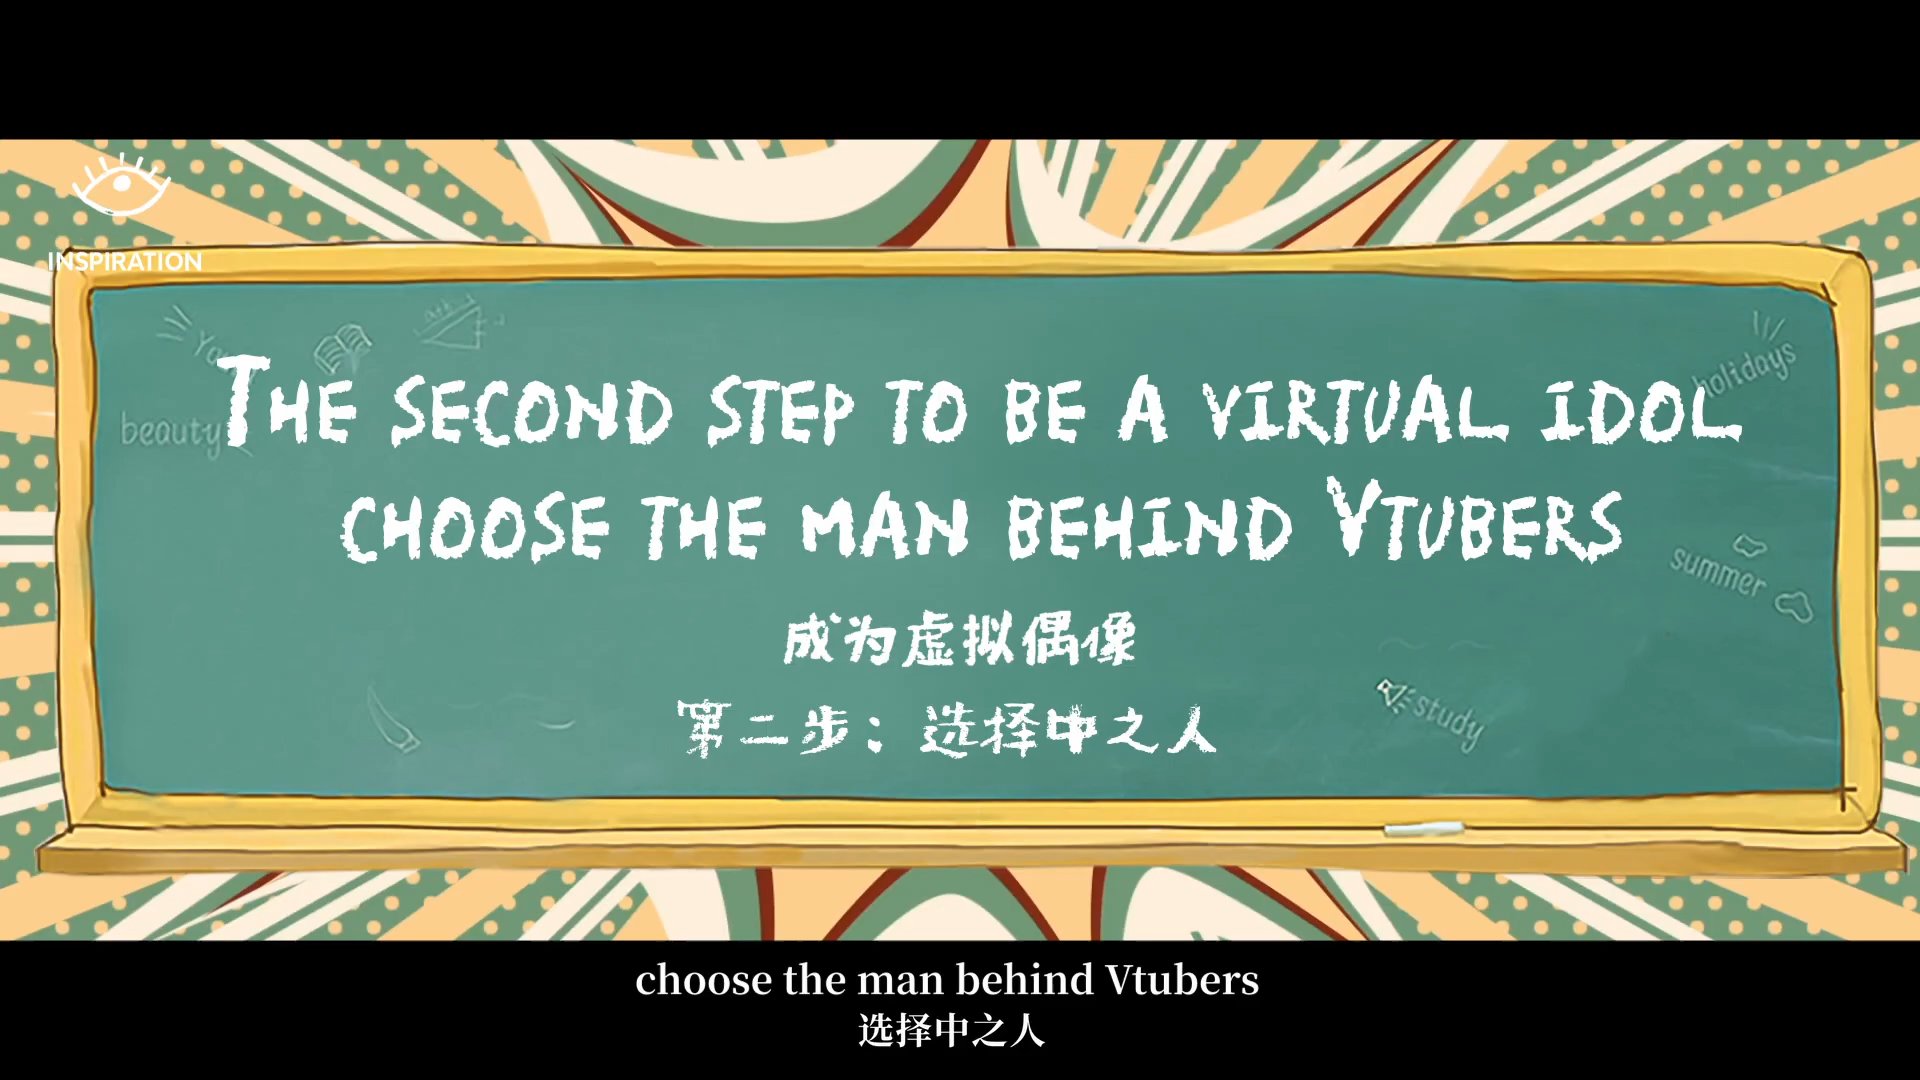 INSPIRATION
You
a+b
holidays
beauty
THE SECOND STEP TO BE A VIRTUAL IDOL
CHOOSE THE MAN BEHIND VTUBERS
summer
成为虚拟偶像
第二步：选择中之人
study
choose the man behind Vtubers
选择中之人